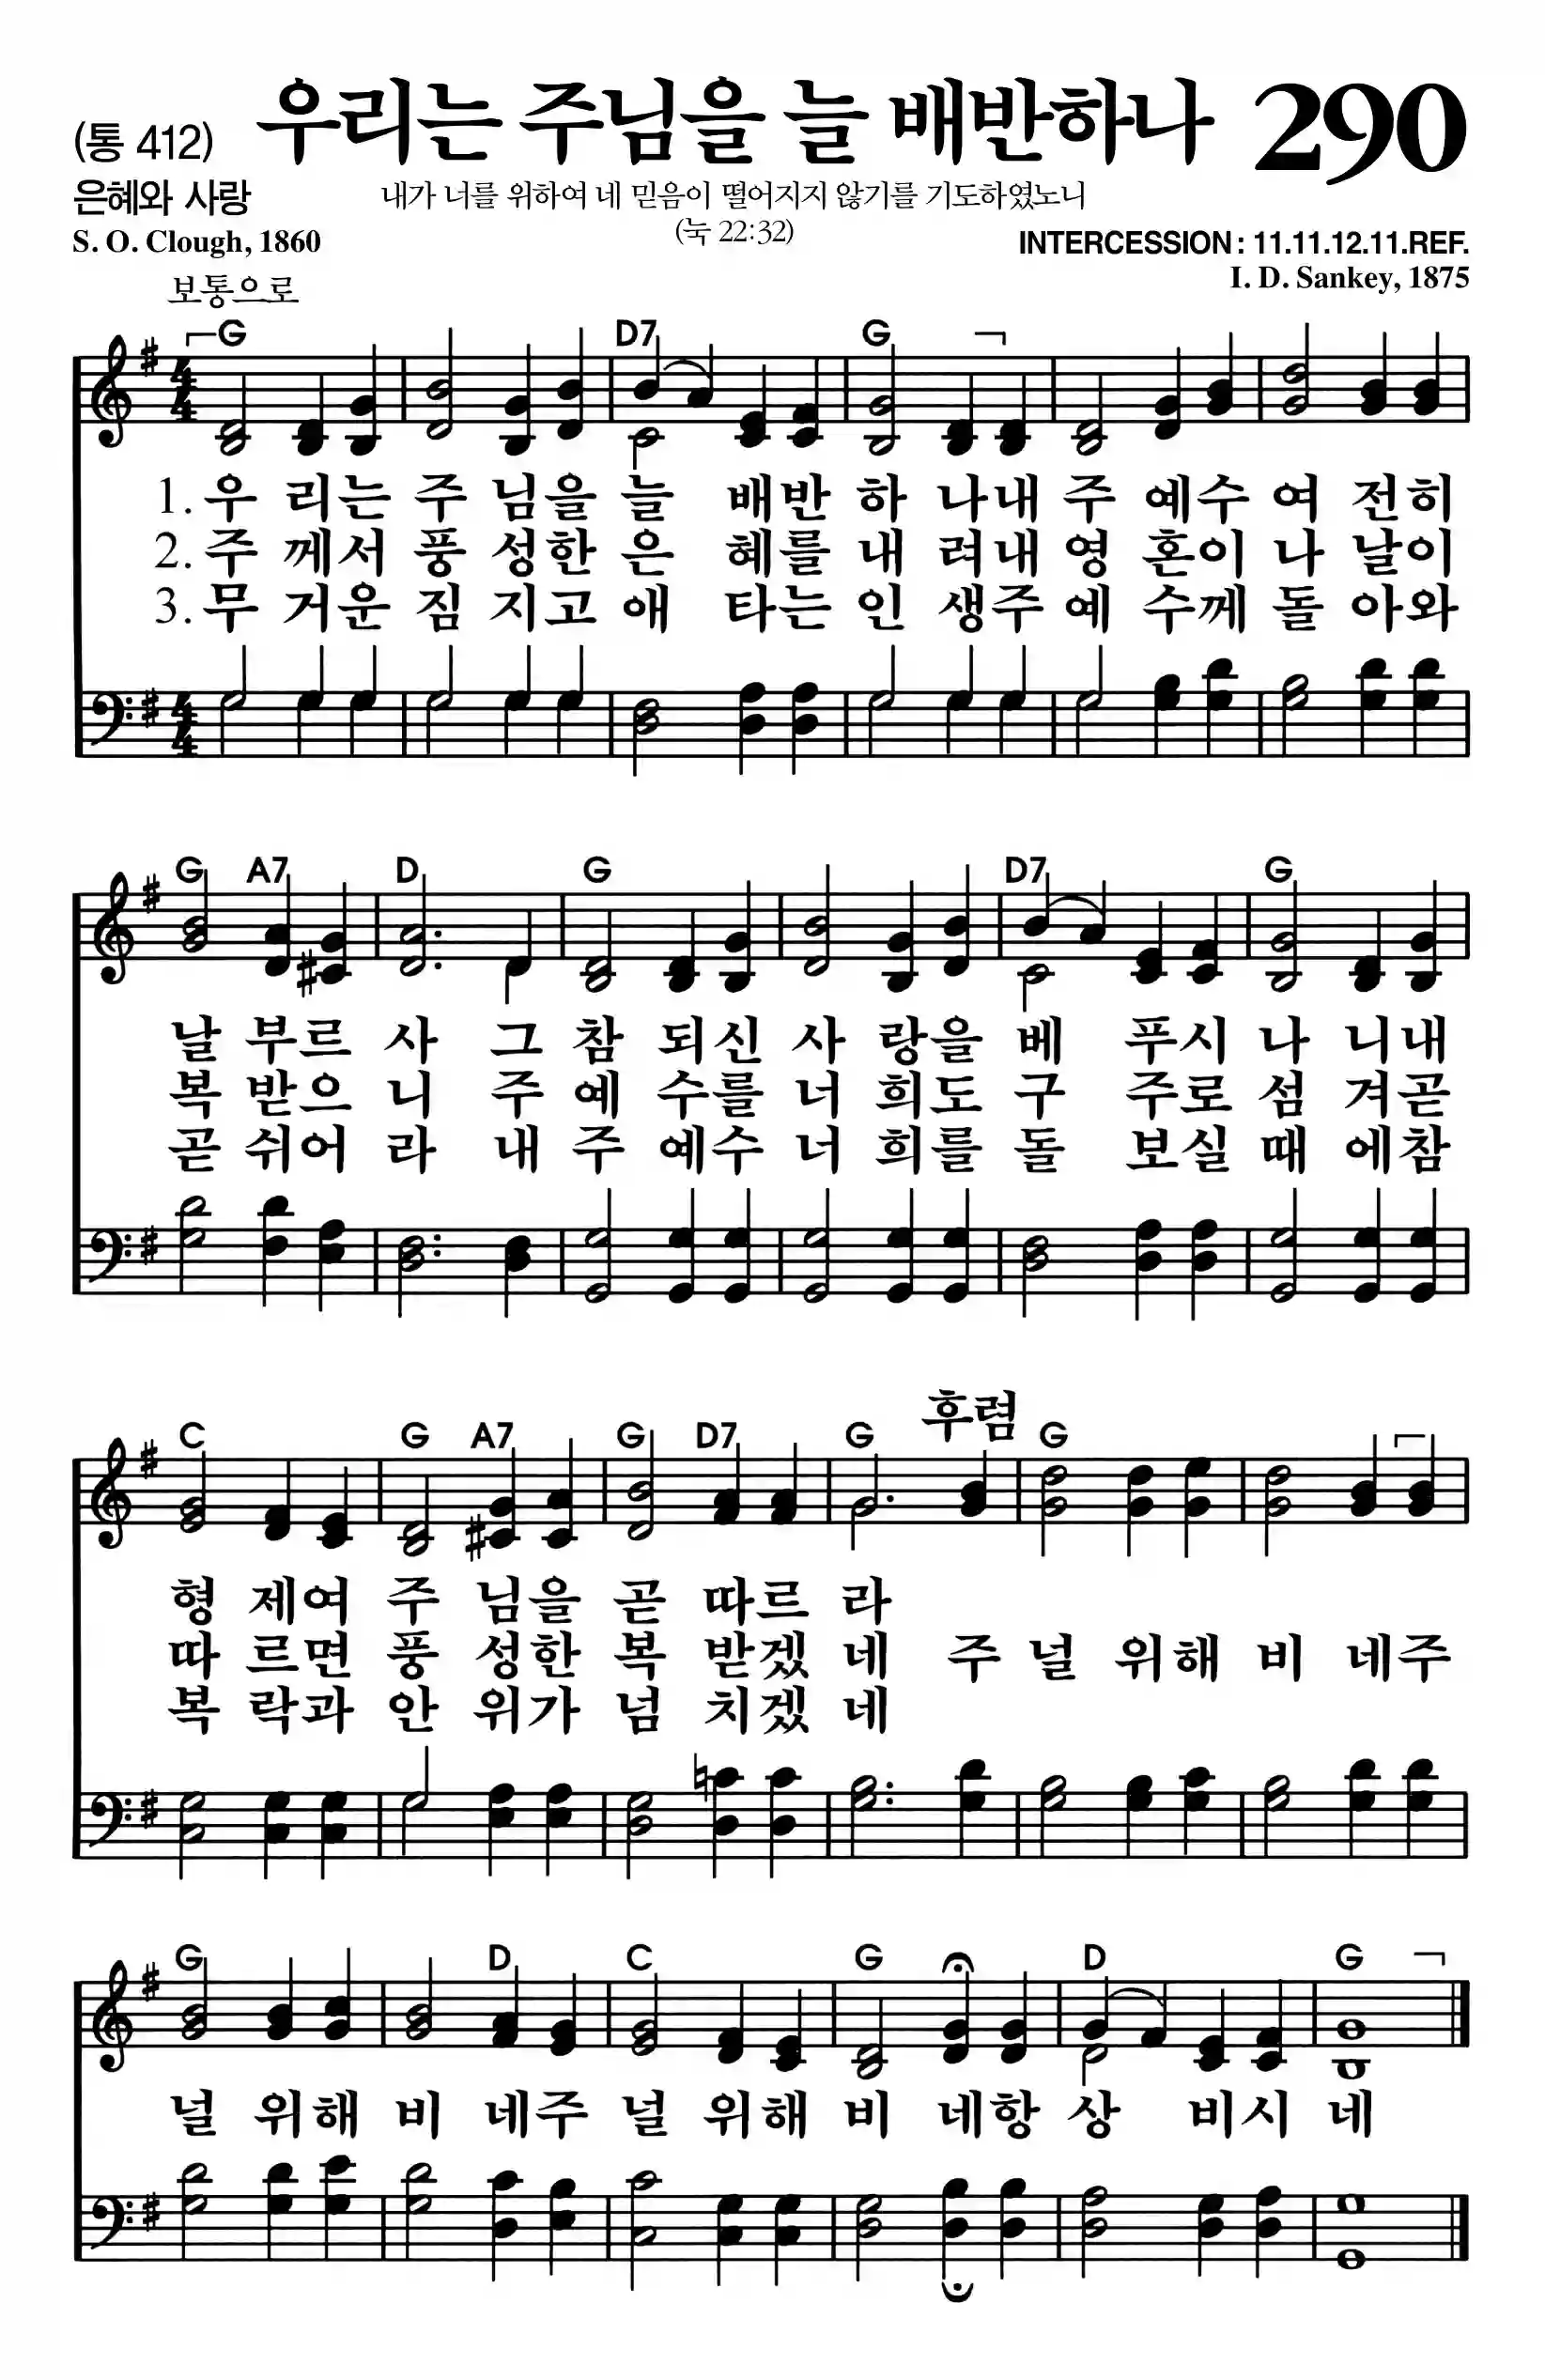 (통 412) 우리는 주님을 늘 배반하나 290
은혜와 사랑
내가 너를 위하여 네 믿음이 떨어지지 않기를 기도하였노니
(눅 22:32)
S. O. Clough, 1860
INTERCESSION : 11.11.12.11.REF.
I. D. Sankey, 1875
보통으로
G D7 G
1. 우 리는 주 님을 늘 배반 하 나내 주 예수 여 전히
2. 주 께서 풍 성한 은 혜를 내 려내 영 혼이 나 날이
3. 무 거운 짐 지고 애 타는 인 생주 예 수께 돌 아와
G A7 D G D7 G
날 부르 사 그 참 되신 사 랑을 베 푸시 나 니내
복 받으 니 주 예 수를 너 희도 구 주로 섬 겨곧
곧 쉬어 라 내 주 예수 너 희를 돌 보실 때 에참
후렴
C G A7 G D7 G G
형 제여 주 님을 곧 따르 라
따 르면 풍 성한 복 받겠 네 주 널 위해 비 네주
복 락과 안 위가 넘 치겠 네
G D C G D G
널 위해 비 네주 널 위해 비 네항 상 비시 네